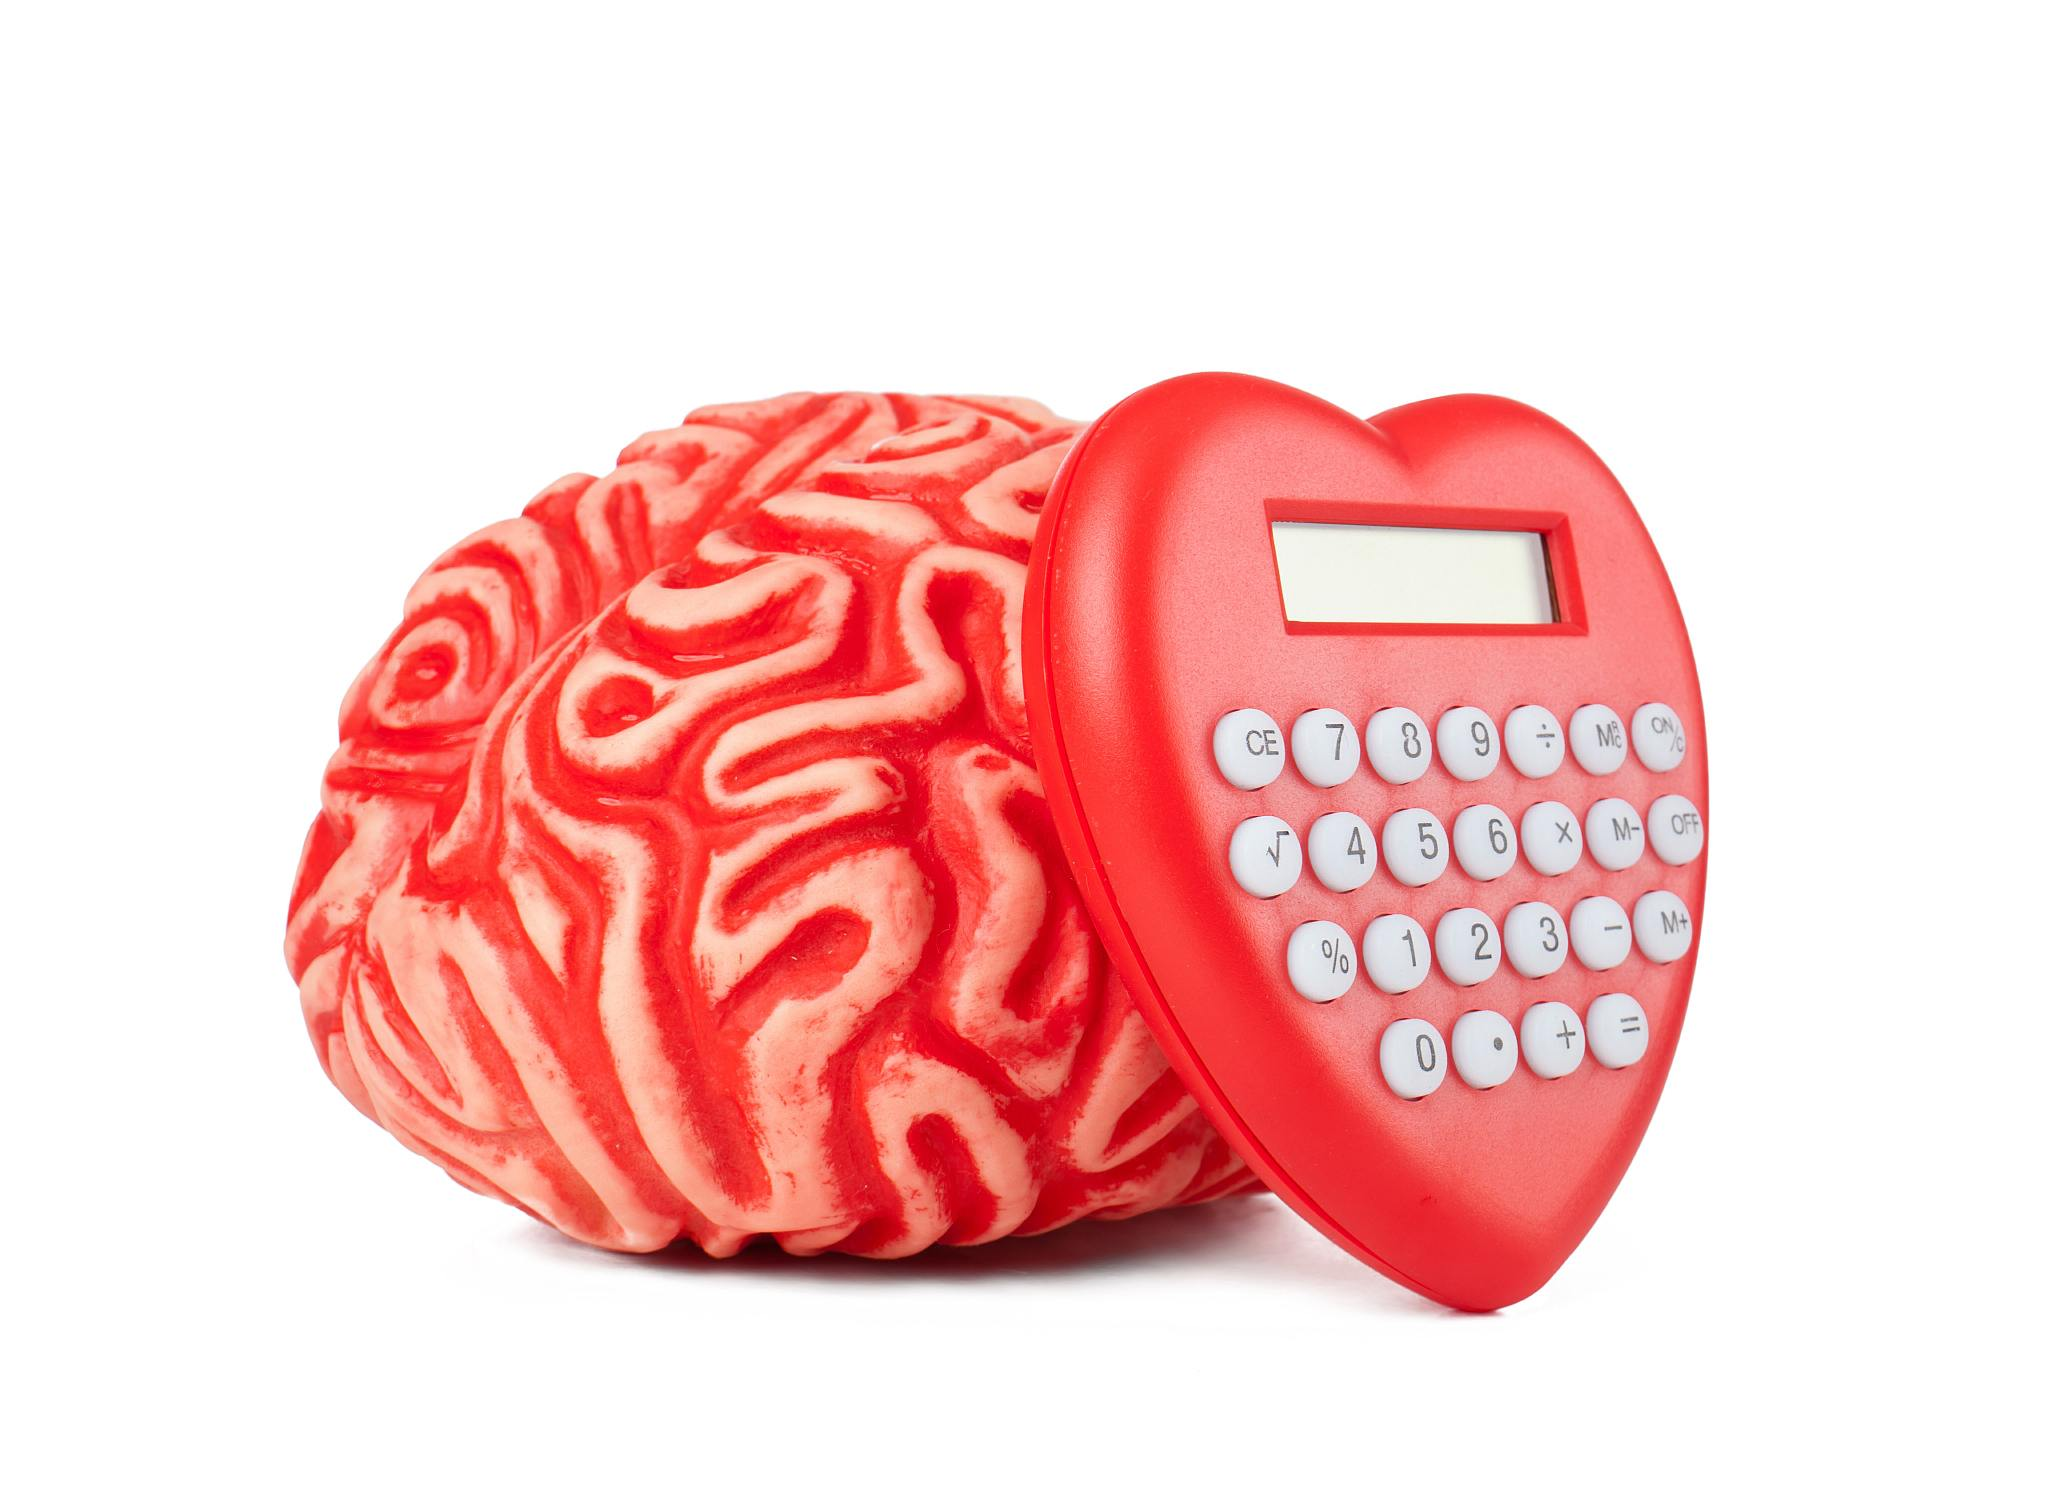 CE 7 8 9 ÷ MRC ON/C
√ 4 5 6 × M− OFF
% 1 2 3 − M+
0 • + =